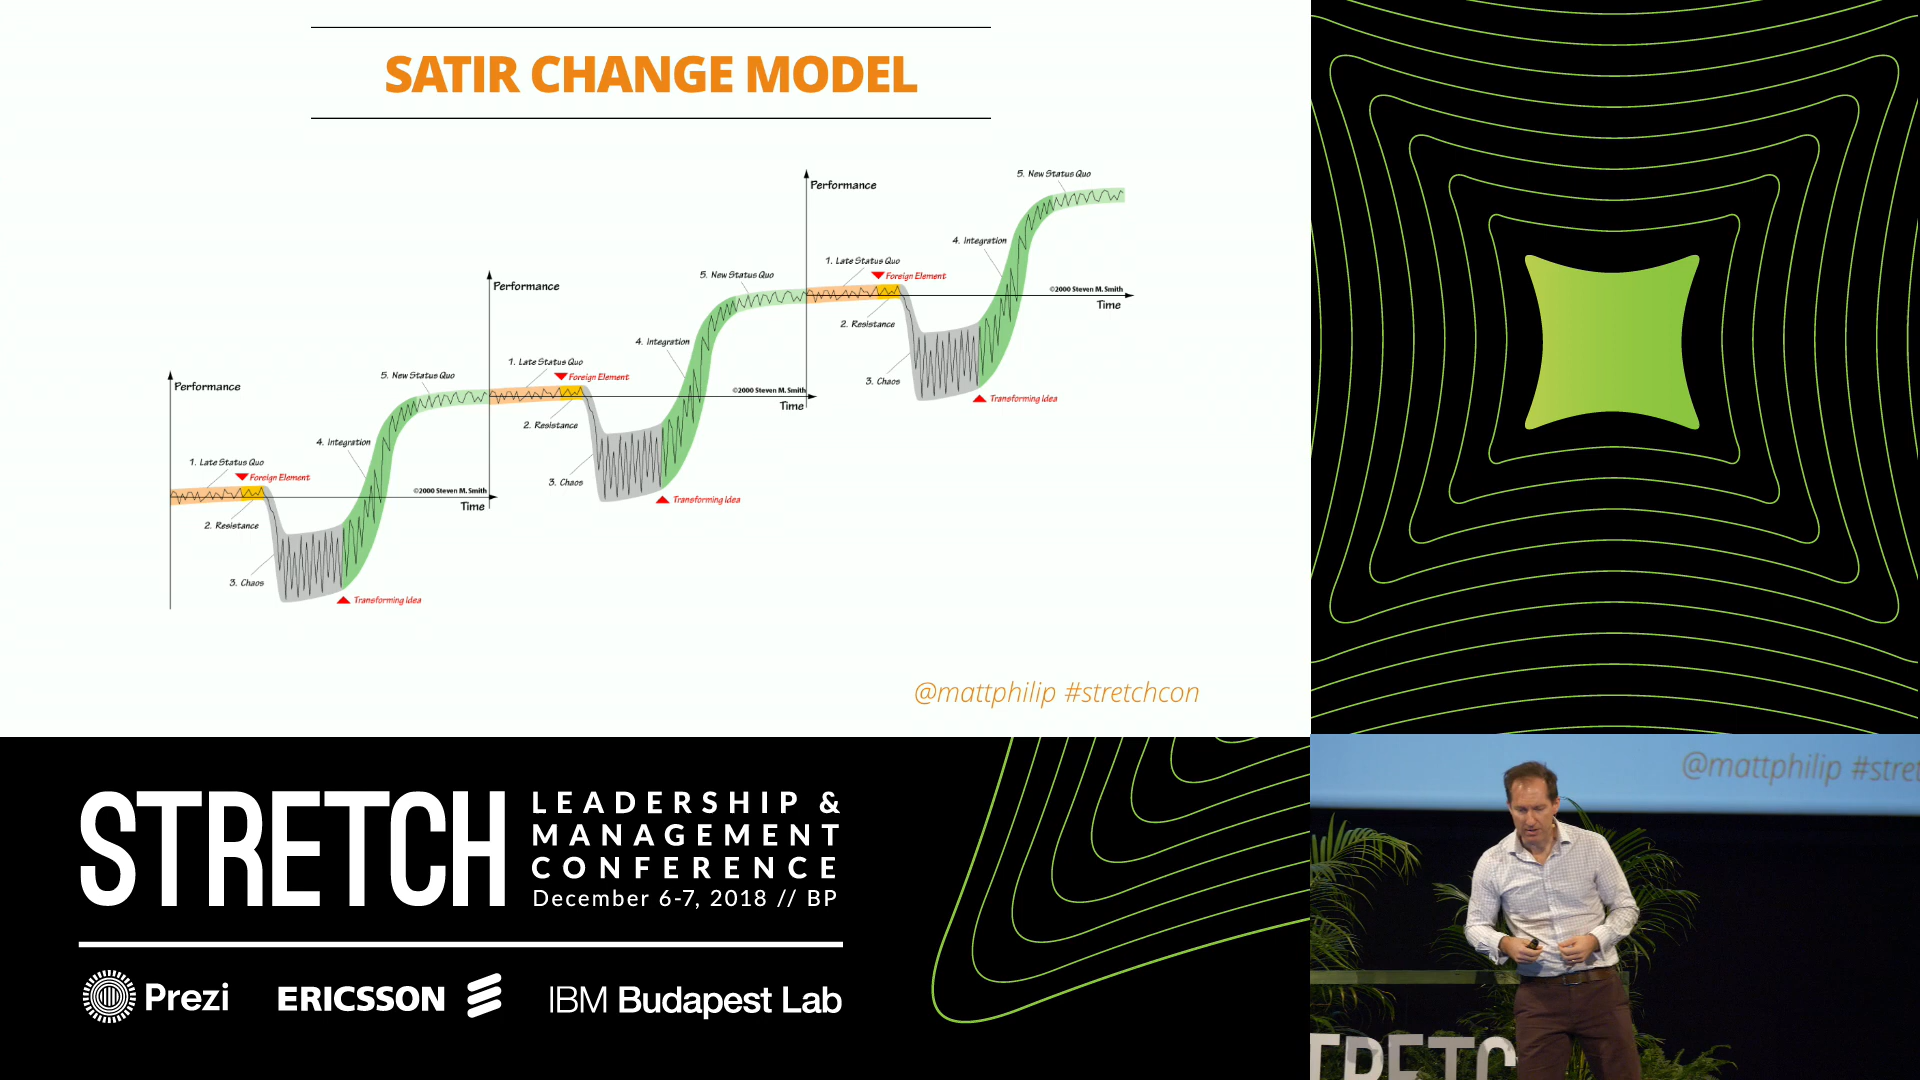 SATIR CHANGE MODEL
Performance
5. New Status Quo
4. Integration
1. Late Status Quo
Foreign Element
©2000 Steven M. Smith
Time
2. Resistance
3. Chaos
Transforming Idea
Performance
5. New Status Quo
4. Integration
1. Late Status Quo
Foreign Element
©2000 Steven M. Smith
Time
2. Resistance
3. Chaos
Transforming Idea
Performance
5. New Status Quo
4. Integration
1. Late Status Quo
Foreign Element
©2000 Steven M. Smith
Time
2. Resistance
3. Chaos
Transforming Idea
@mattphilip #stretchcon
STRETCH
LEADERSHIP &
MANAGEMENT
CONFERENCE
December 6-7, 2018 // BP
Prezi
ERICSSON
IBM Budapest Lab
@mattphilip #stret
TRETC